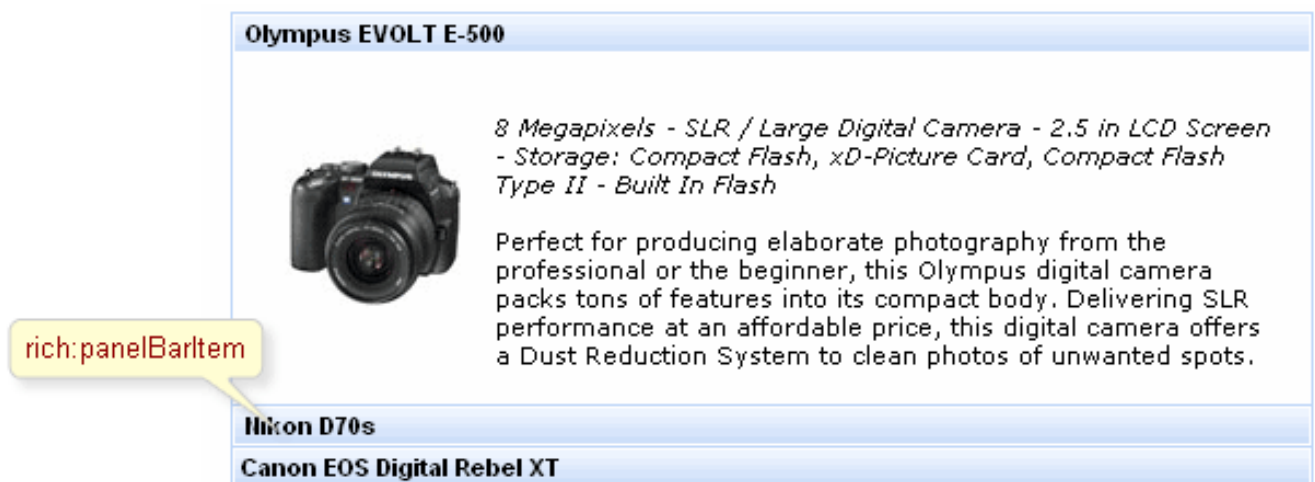 Olympus EVOLT E-500
8 Megapixels - SLR / Large Digital Camera - 2.5 in LCD Screen
- Storage: Compact Flash, xD-Picture Card, Compact Flash
Type II - Built In Flash
Perfect for producing elaborate photography from the
professional or the beginner, this Olympus digital camera
packs tons of features into its compact body. Delivering SLR
performance at an affordable price, this digital camera offers
a Dust Reduction System to clean photos of unwanted spots.
rich:panelBarItem
Nikon D70s
Canon EOS Digital Rebel XT